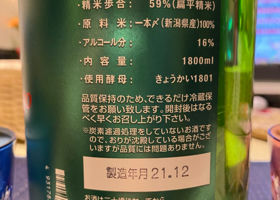 精米歩合： 59%(扁平精米)
原料米：一本〆(新潟県産)100%
アルコール分： 16%
内容量： 1800ml
使用酵母：きょうかい1801
品質保持のため、できるだけ冷蔵保
管をお願いします。開封後はなるべ
く早くお召し上がり下さい。
※炭素濾過処理をしていないお酒です
ので、おりが沈殿している場合がござ
いますが品質には問題ありません。
製造年月21.12